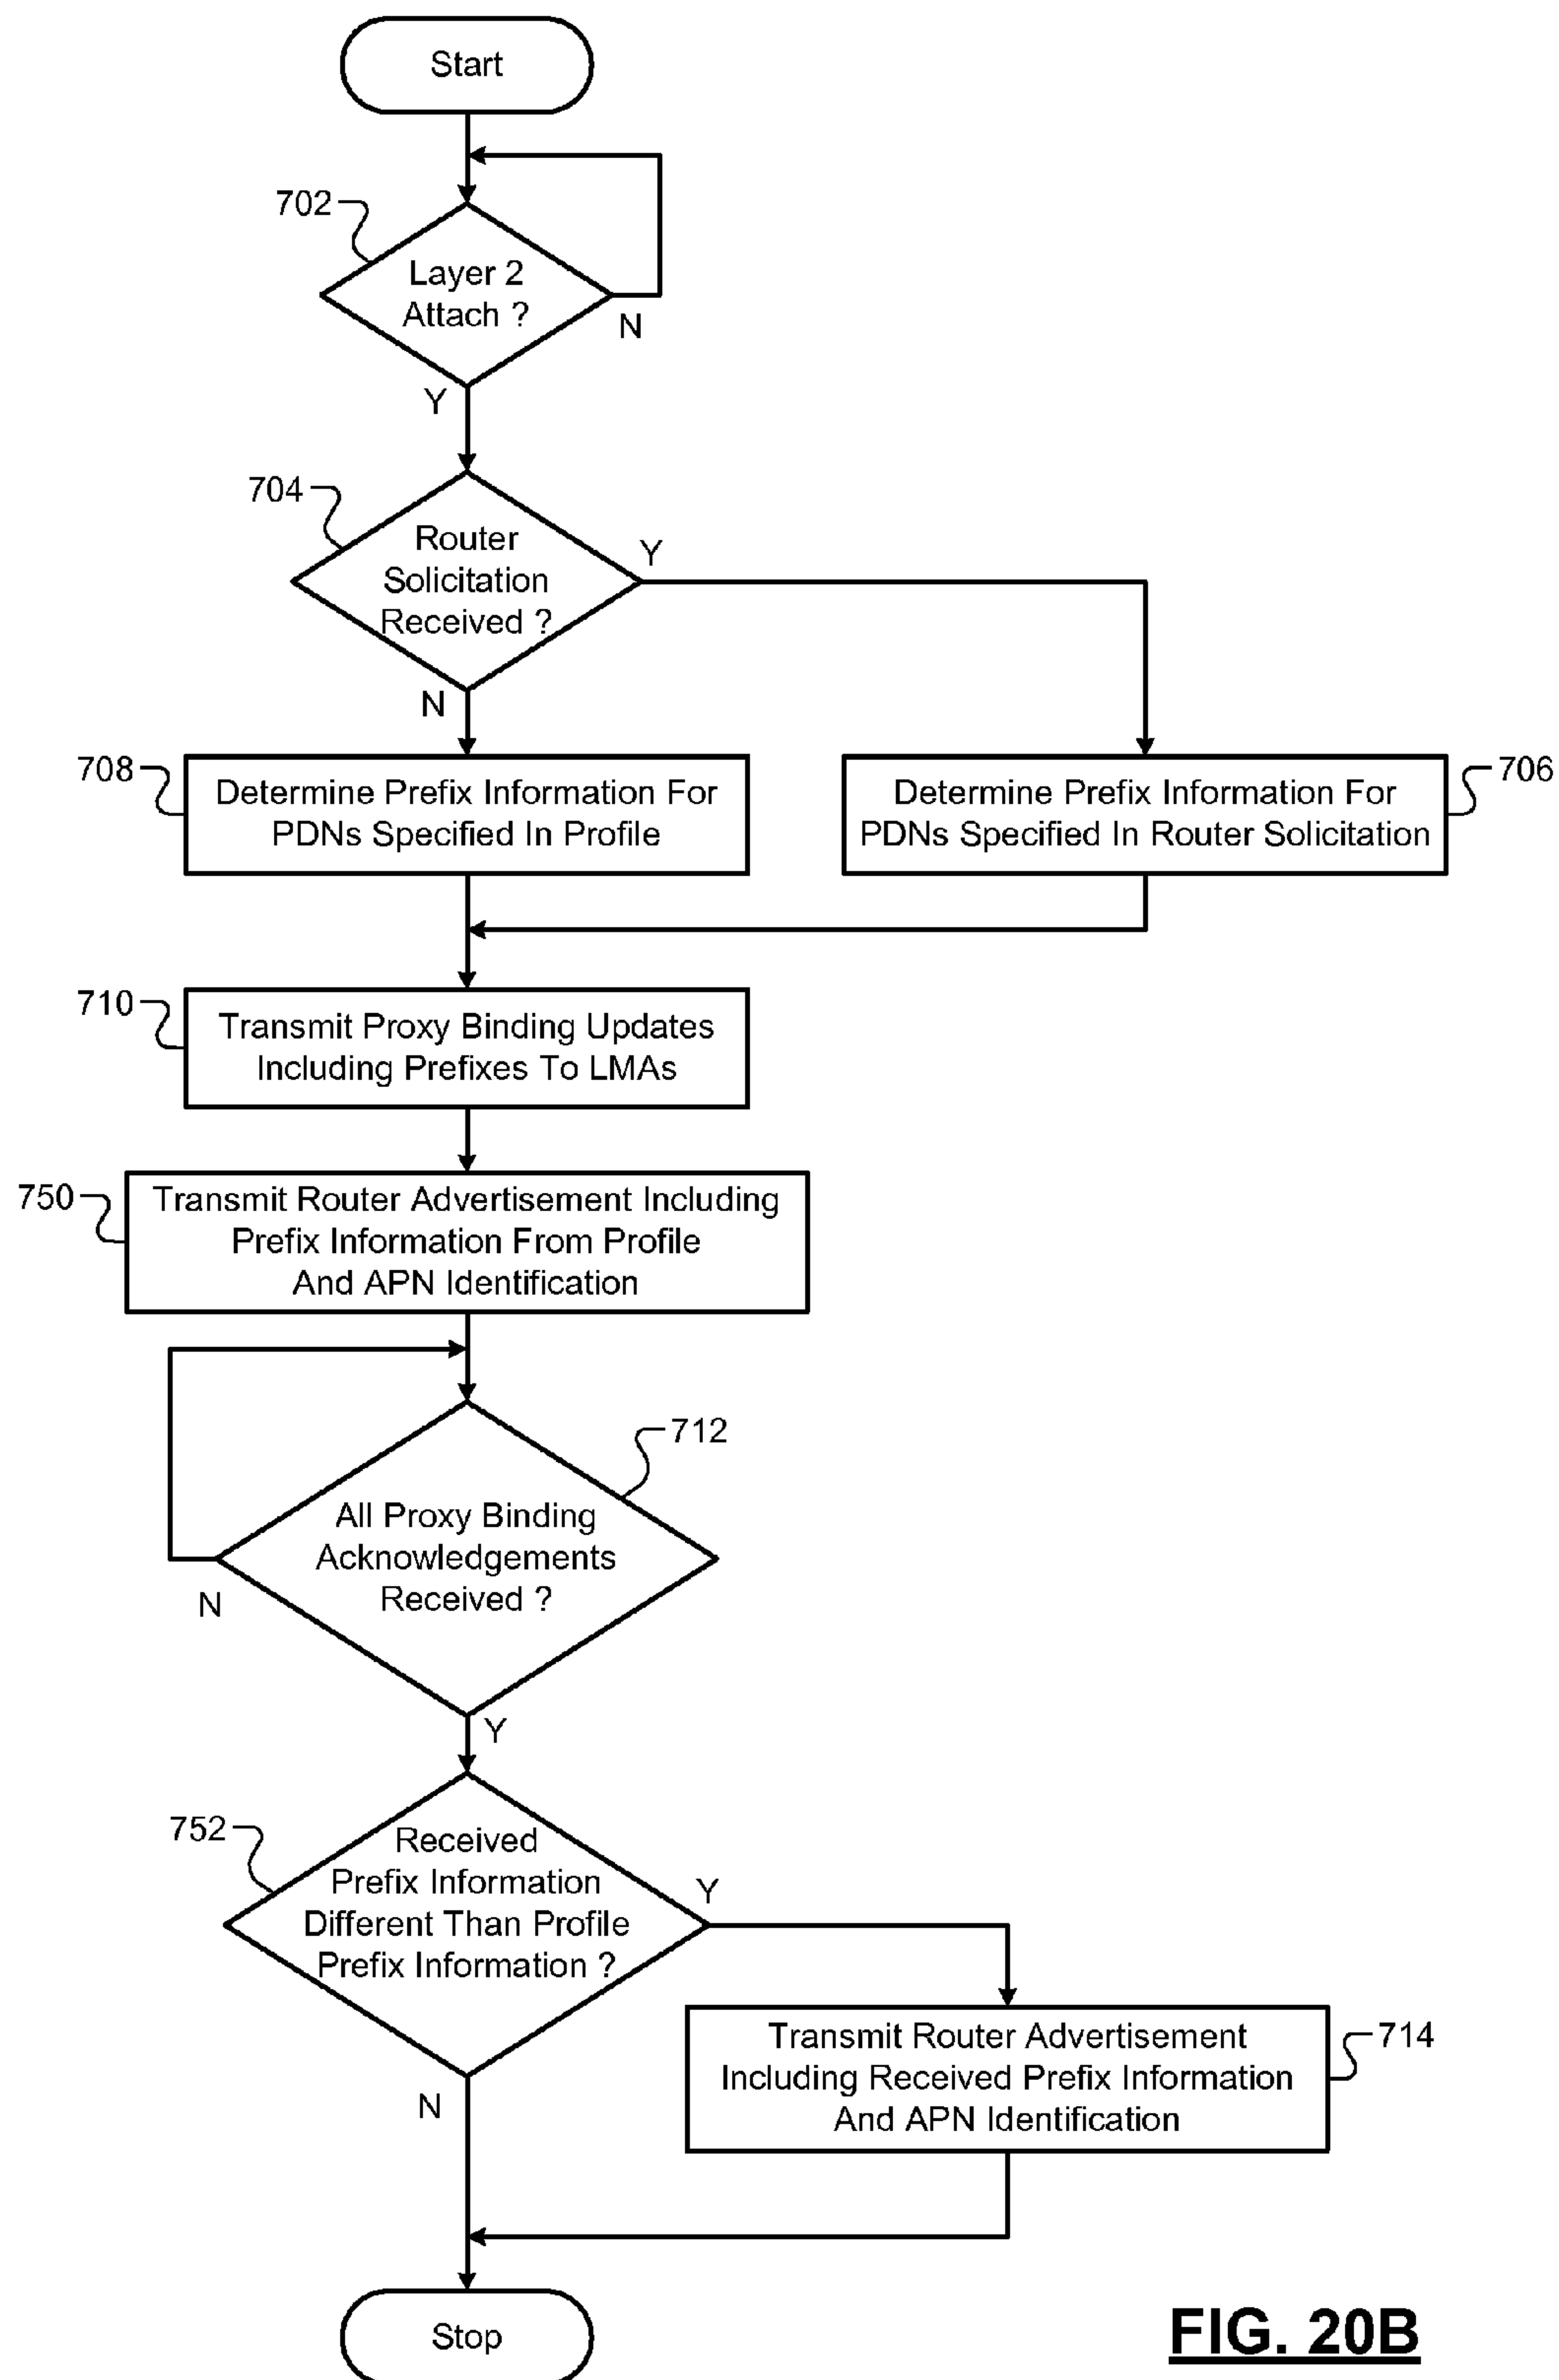 Start
702
Layer 2
Attach ?
N
Y
704
Router
Solicitation
Received ?
Y
N
708
Determine Prefix Information For
PDNs Specified In Profile
Determine Prefix Information For
PDNs Specified In Router Solicitation
706
710
Transmit Proxy Binding Updates
Including Prefixes To LMAs
750
Transmit Router Advertisement Including
Prefix Information From Profile
And APN Identification
712
All Proxy Binding
Acknowledgements
Received ?
N
Y
752
Received
Prefix Information
Different Than Profile
Prefix Information ?
Y
N
Transmit Router Advertisement
Including Received Prefix Information
And APN Identification
714
Stop
FIG. 20B